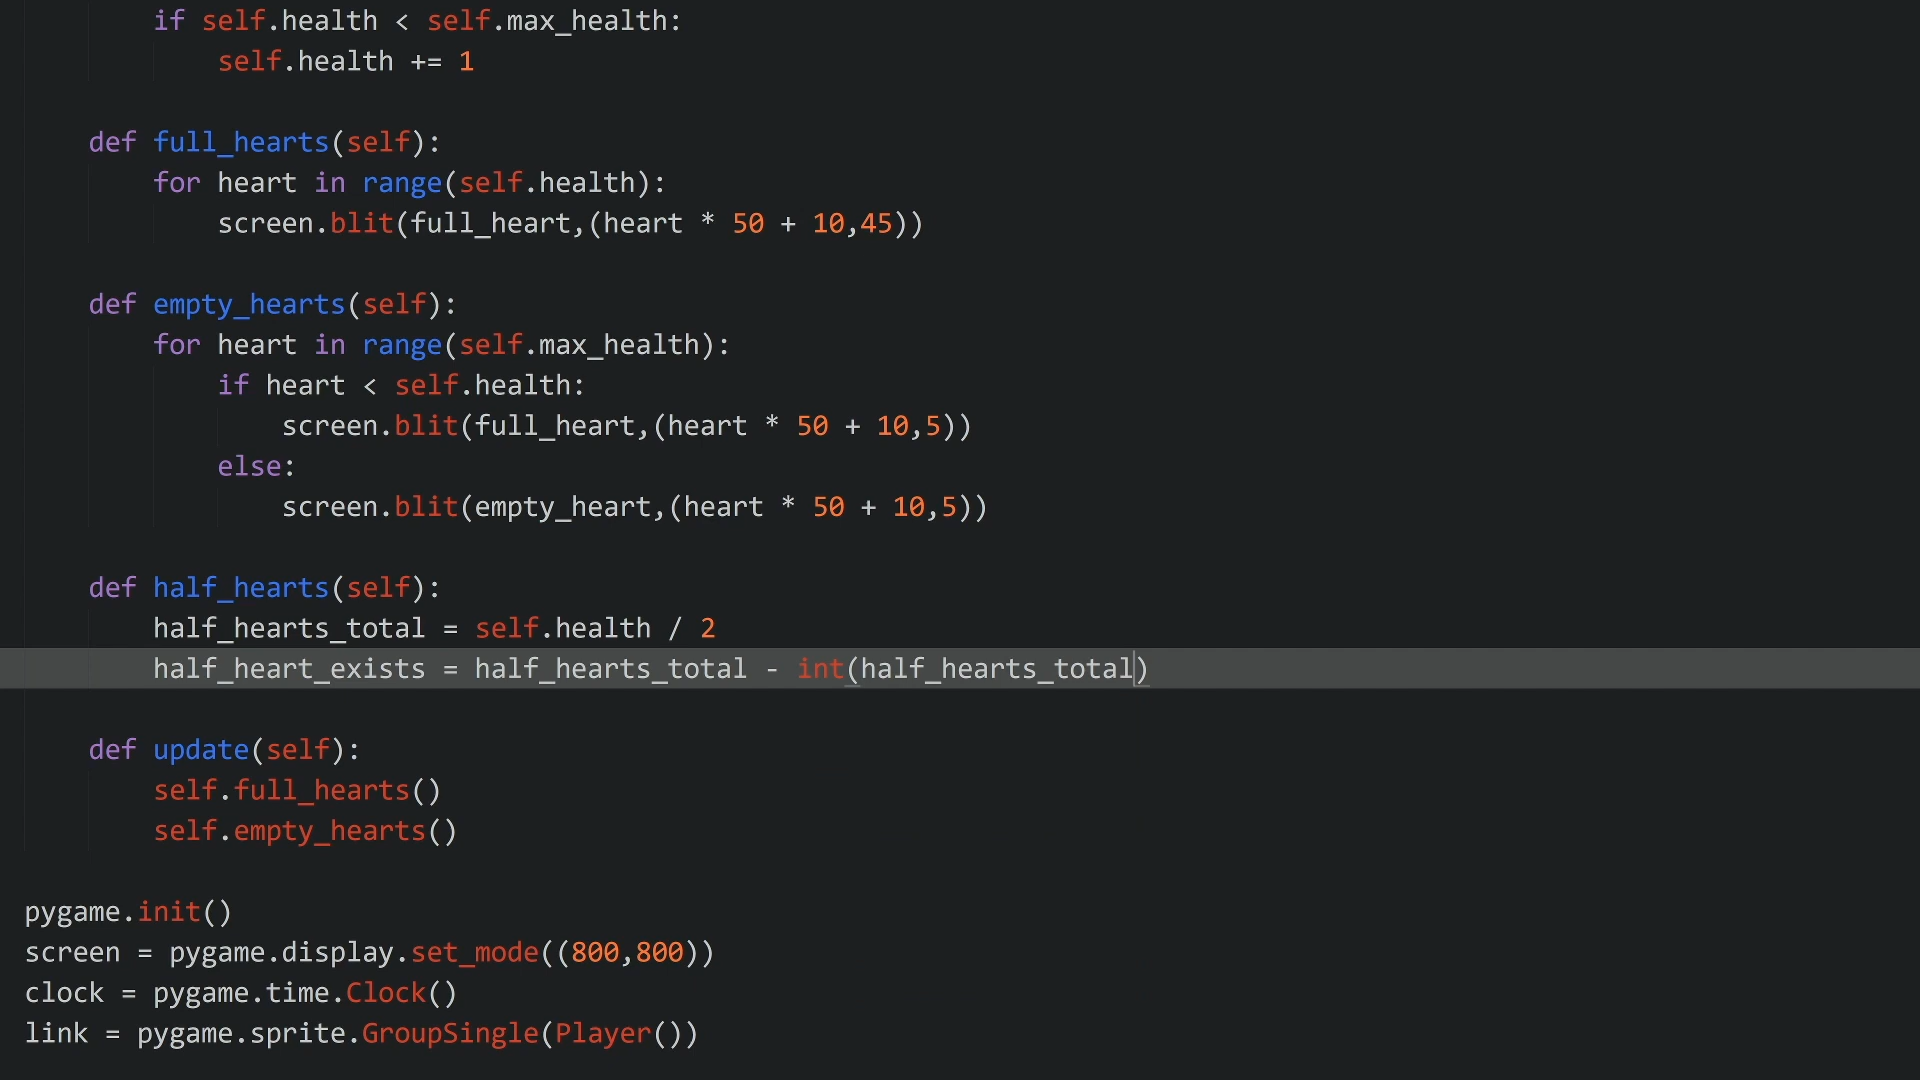 if self.health < self.max_health:
self.health += 1
def full_hearts(self):
for heart in range(self.health):
screen.blit(full_heart,(heart * 50 + 10,45))
def empty_hearts(self):
for heart in range(self.max_health):
if heart < self.health:
screen.blit(full_heart,(heart * 50 + 10,5))
else:
screen.blit(empty_heart,(heart * 50 + 10,5))
def half_hearts(self):
half_hearts_total = self.health / 2
half_heart_exists = half_hearts_total - int(half_hearts_total)
def update(self):
self.full_hearts()
self.empty_hearts()
pygame.init()
screen = pygame.display.set_mode((800,800))
clock = pygame.time.Clock()
link = pygame.sprite.GroupSingle(Player())